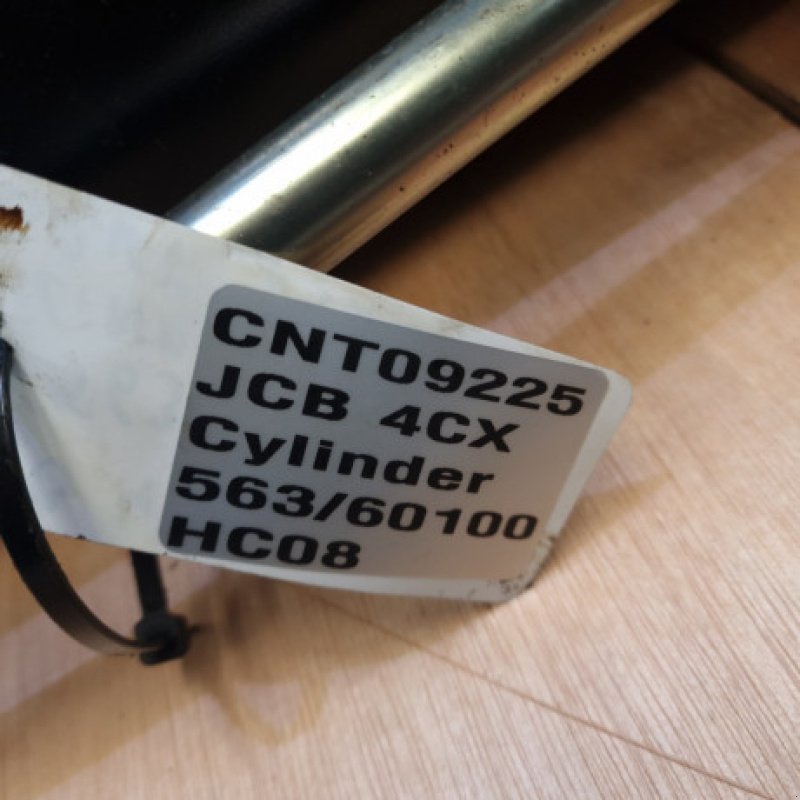 CNT09225
JCB 4CX
Cylinder
563/60100
HC08